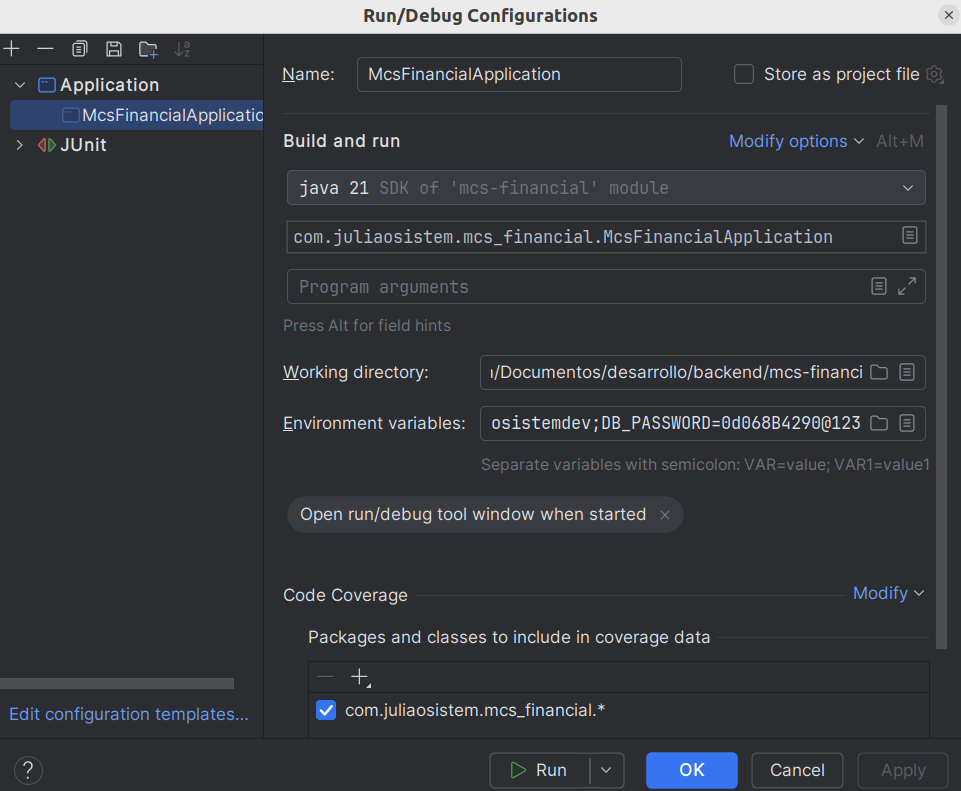 Run/Debug Configurations
Application
McsFinancialApplicatio
JUnit
Edit configuration templates...
Name: McsFinancialApplication Store as project file
Build and run Modify options Alt+M
java 21 SDK of 'mcs-financial' module
com.juliaosistem.mcs_financial.McsFinancialApplication
Program arguments
Press Alt for field hints
Working directory: /Documentos/desarrollo/backend/mcs-financi
Environment variables: osistemdev;DB_PASSWORD=0d068B4290@123
Separate variables with semicolon: VAR=value; VAR1=value1
Open run/debug tool window when started
Code Coverage Modify
Packages and classes to include in coverage data
com.juliaosistem.mcs_financial.*
? Run OK Cancel Apply